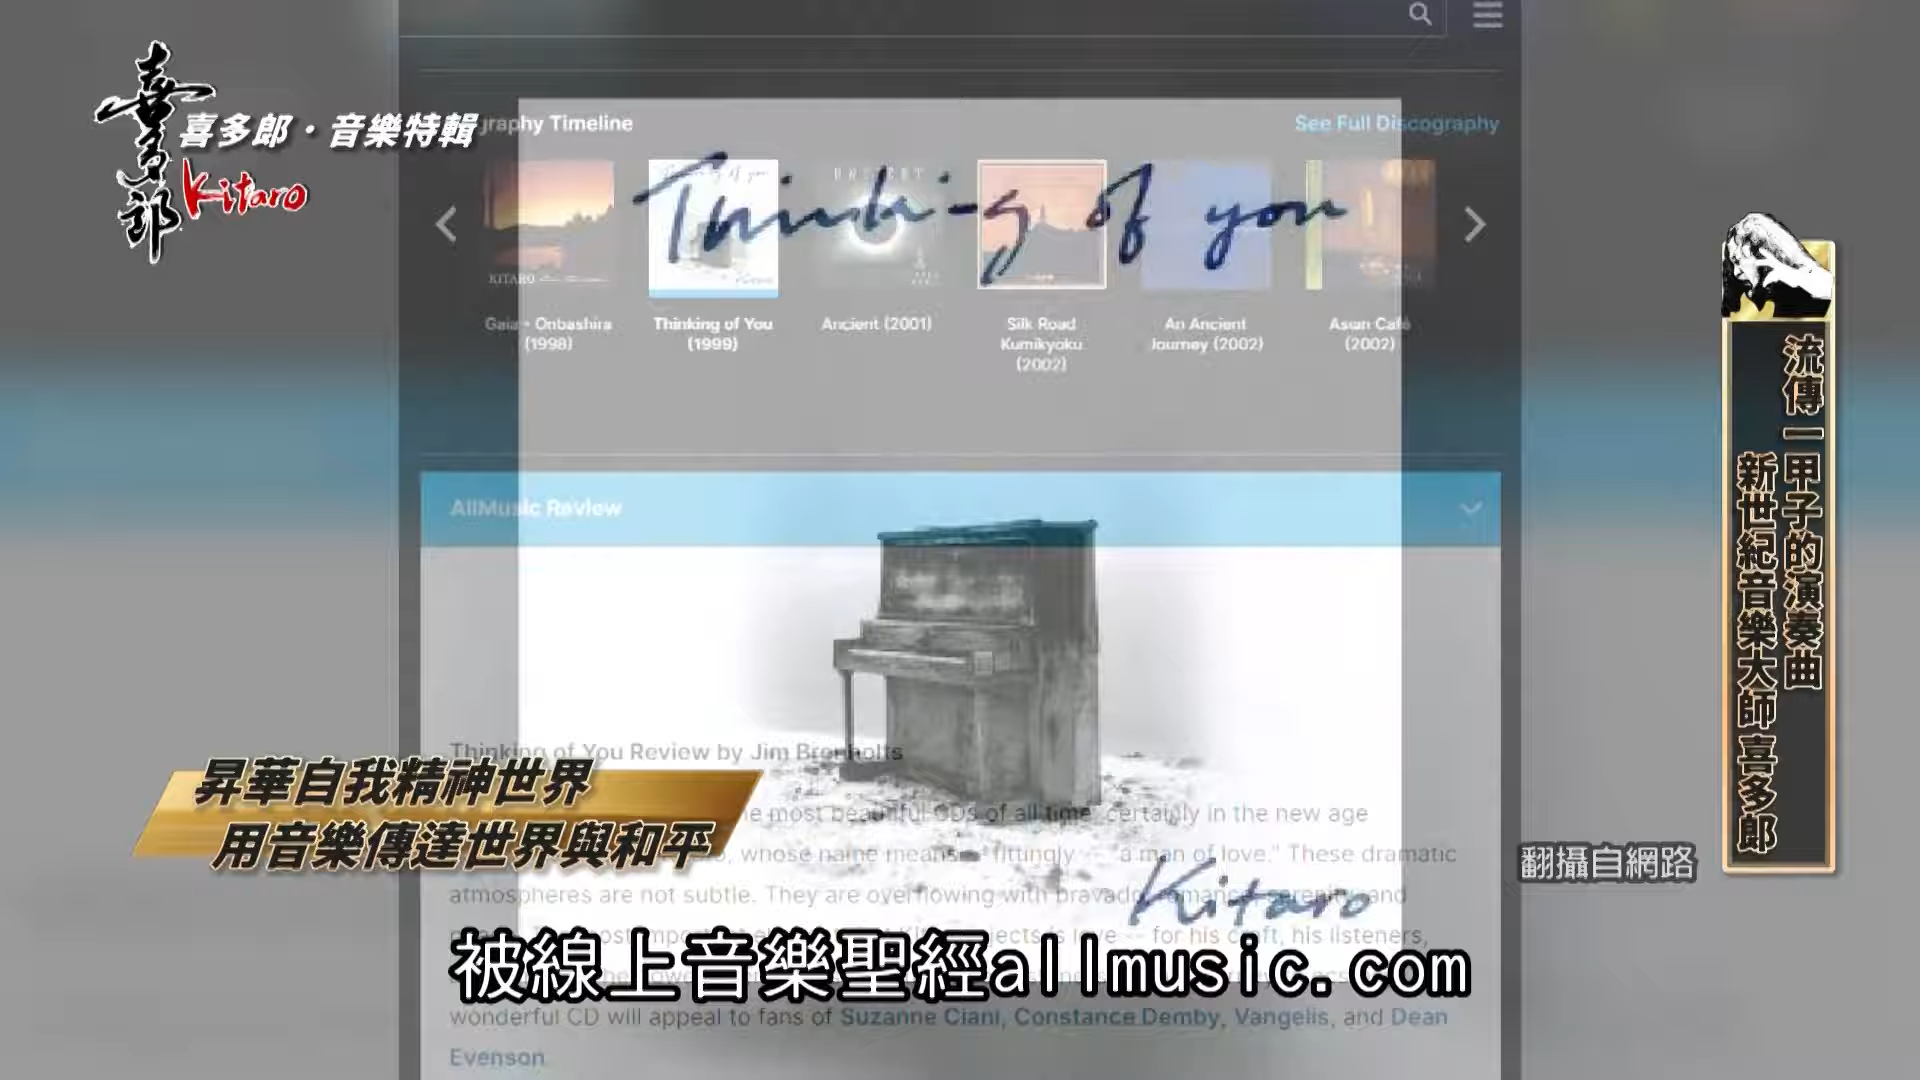 喜多郎
喜多郎・音樂特輯
Kitaro
graphy Timeline
See Full Discography
Thinking of you
KITARO
Gaia • Onbashira
(1998)
Thinking of You
(1999)
Ancient (2001)
Silk Road
Kumikyoku
(2002)
An Ancient
Journey (2002)
Asian Café
(2002)
流傳一甲子的演奏曲
新世紀音樂大師 喜多郎
AllMusic Review
Thinking of You Review by Jim Brenholts
昇華自我精神世界
用音樂傳達世界與和平
most beautiful CDs of all time, certainly in the new age
whose name means -- fittingly -- "a man of love." These dramatic
atmospheres are not subtle. They are overflowing with bravado, romance, serenity, and
love -- for his craft, his listeners,
翻攝自網路
Kitaro
被線上音樂聖經allmusic.com
wonderful CD will appeal to fans of Suzanne Ciani, Constance Demby, Vangelis, and Dean
Evenson.